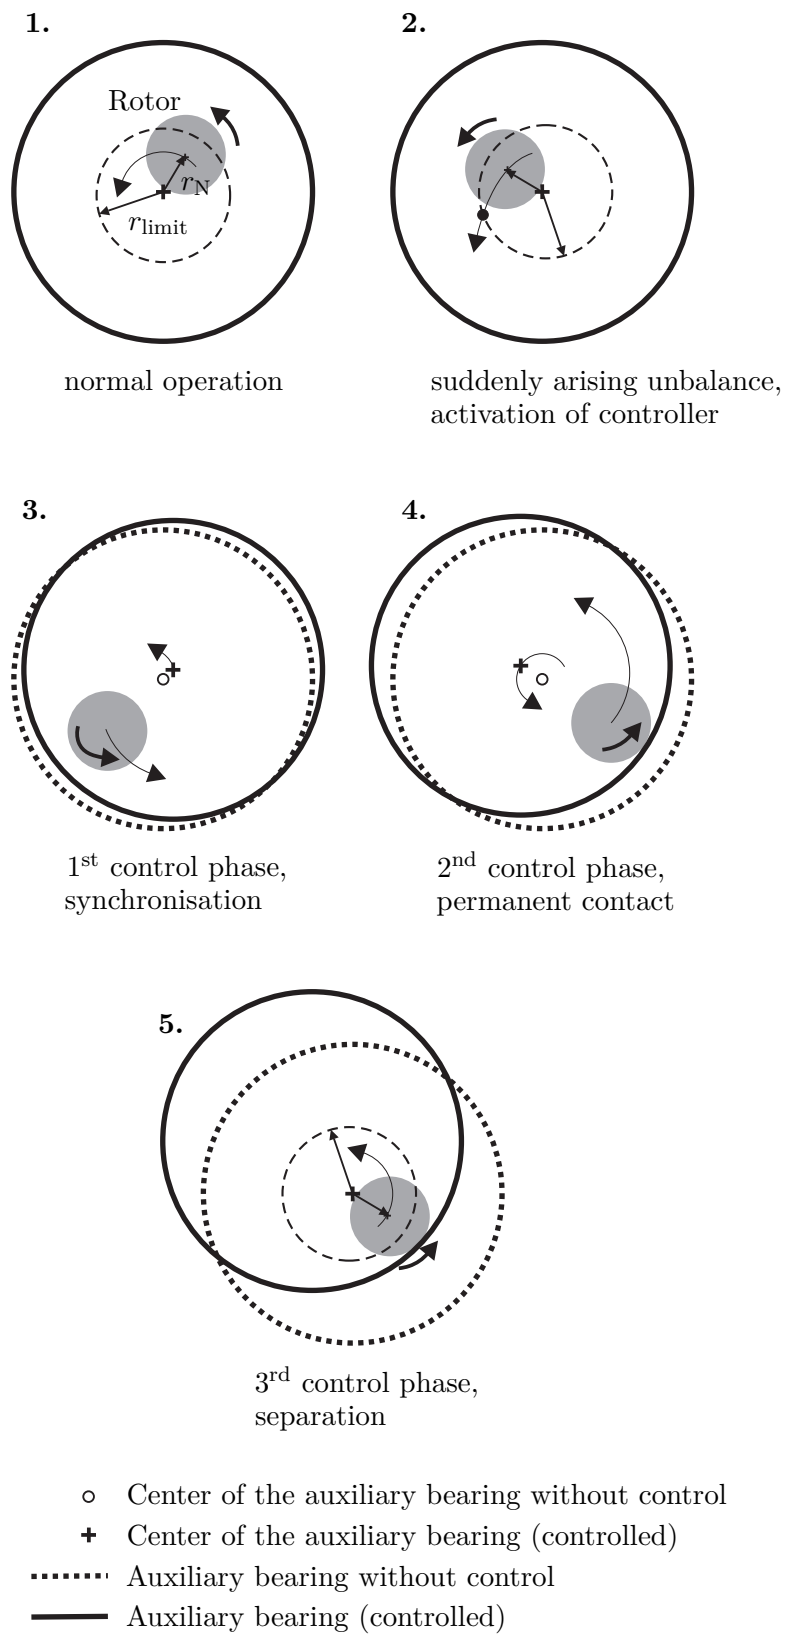 1.
2.
Rotor
r_N
r_limit
normal operation
suddenly arising unbalance,
activation of controller
3.
4.
1st control phase,
synchronisation
2nd control phase,
permanent contact
5.
3rd control phase,
separation
Center of the auxiliary bearing without control
Center of the auxiliary bearing (controlled)
Auxiliary bearing without control
Auxiliary bearing (controlled)